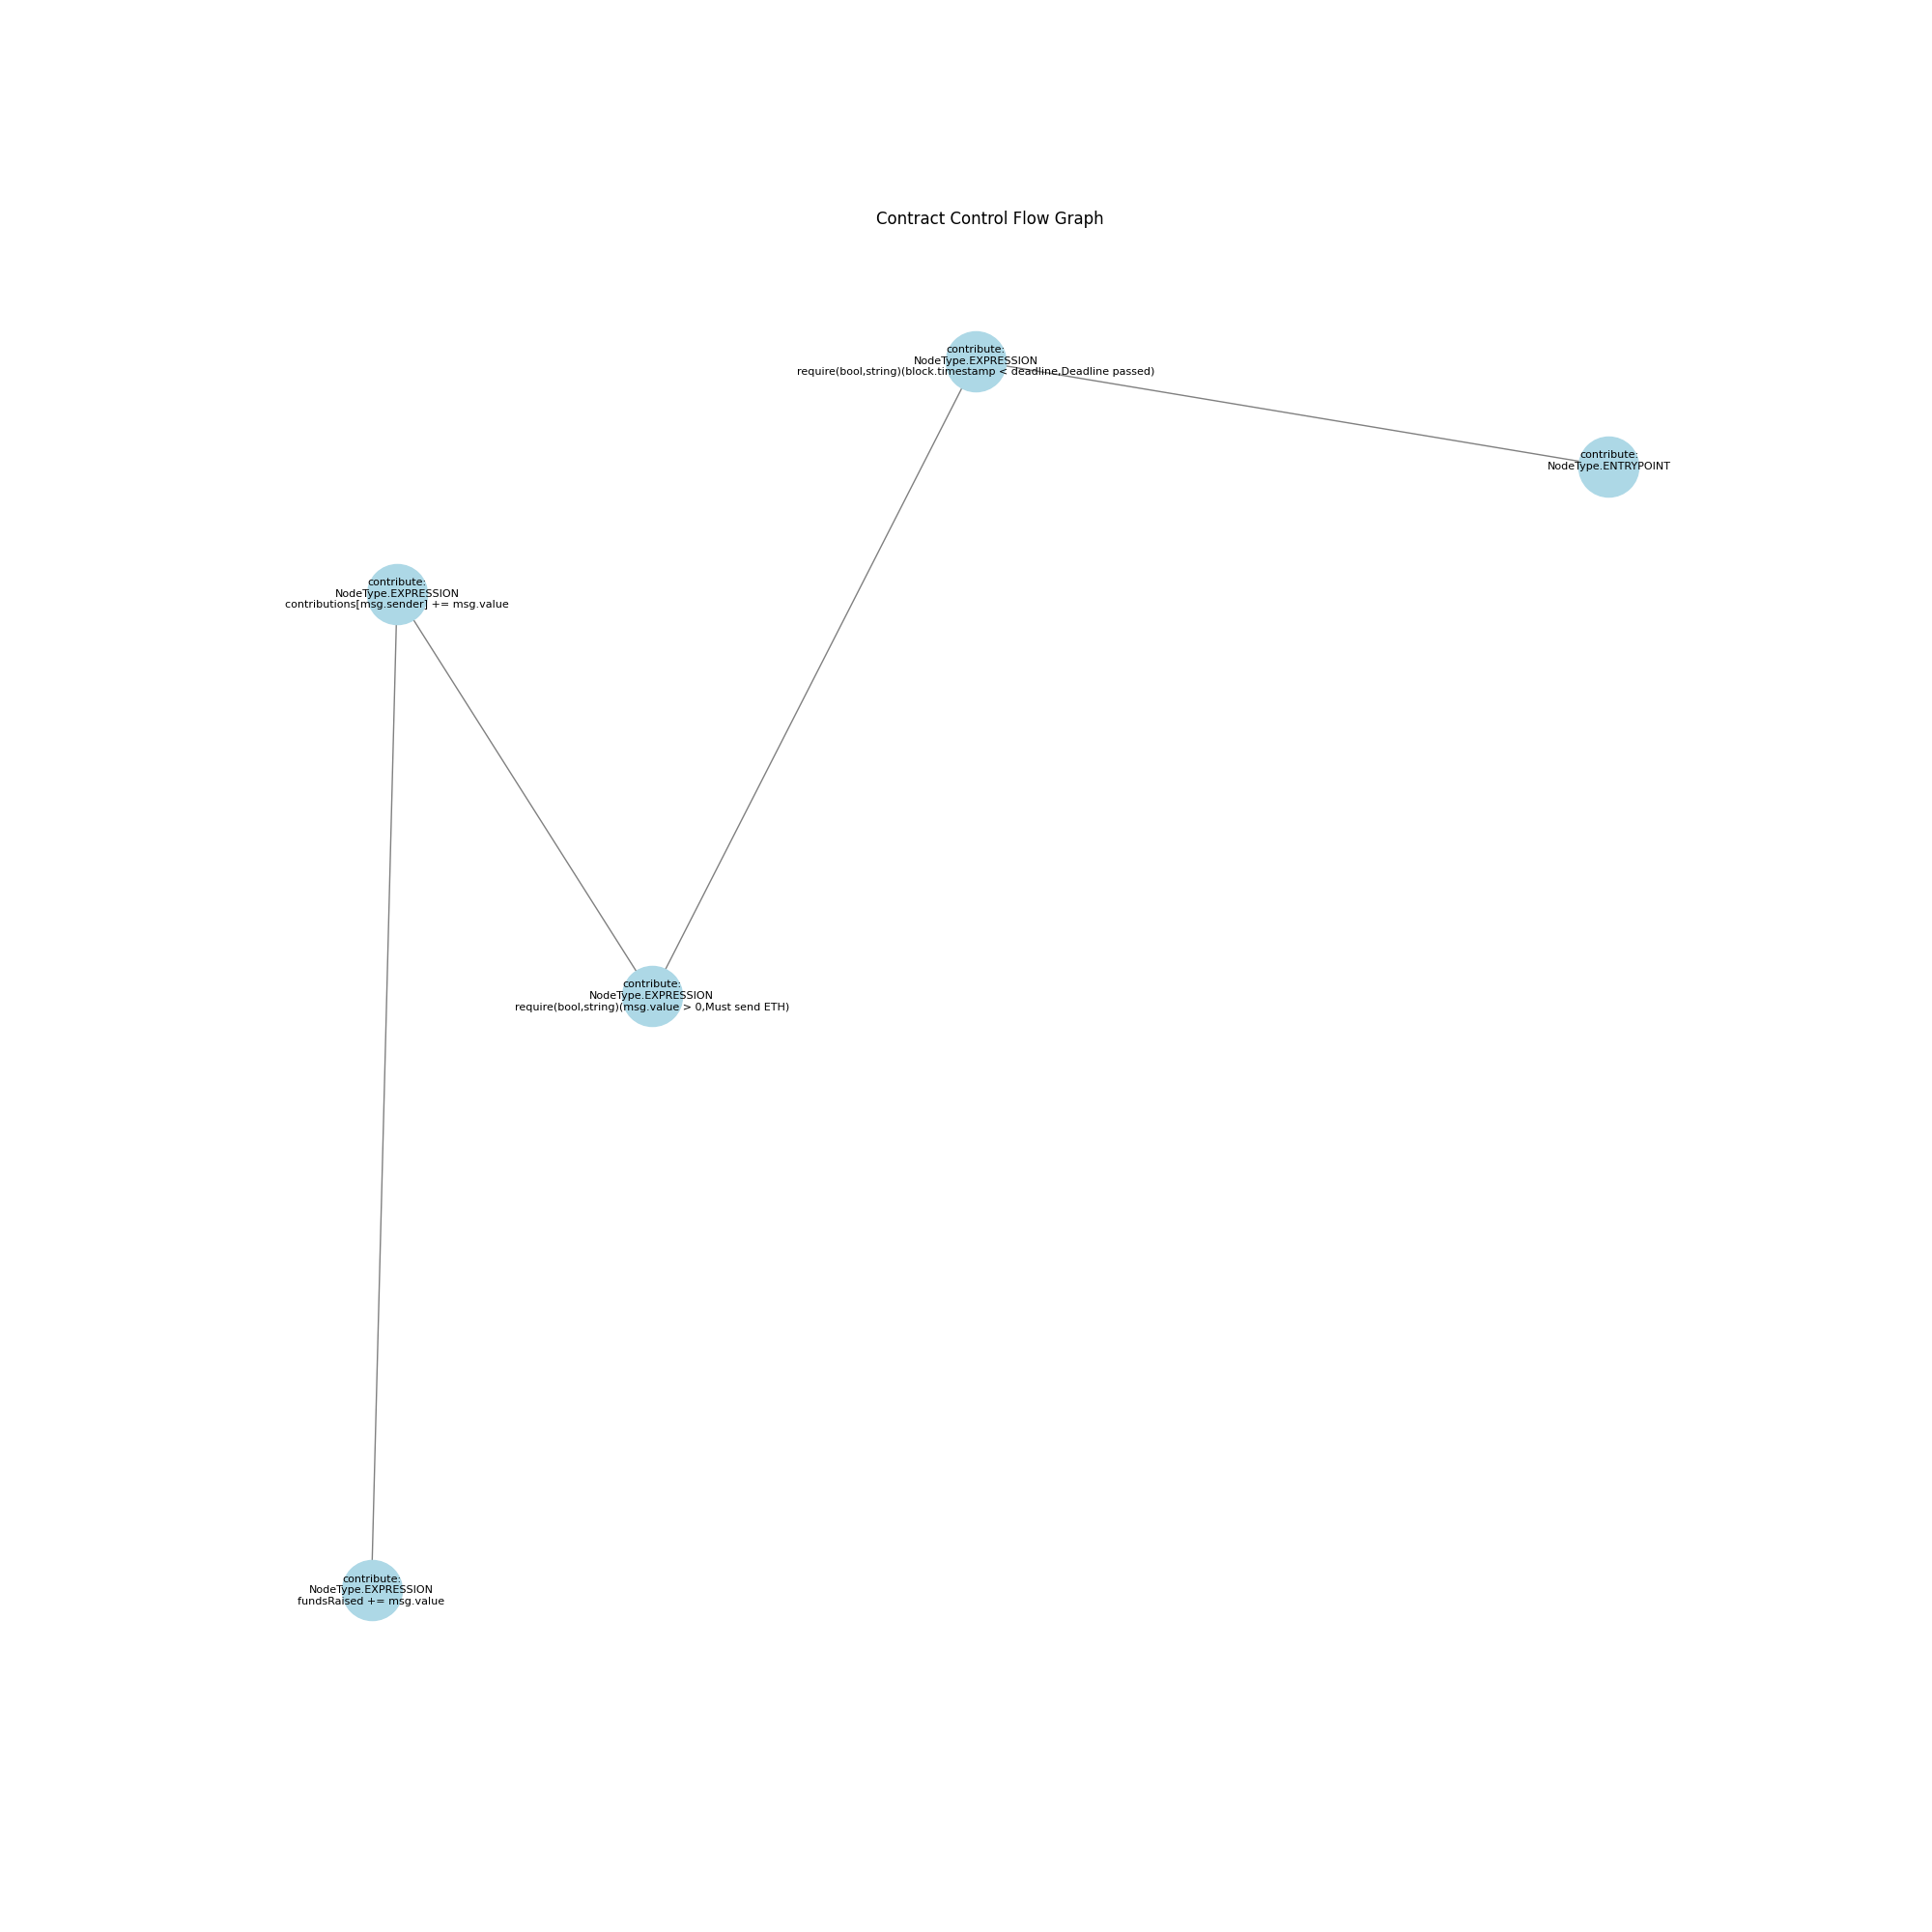 Contract Control Flow Graph
contribute:
NodeType.EXPRESSION
require(bool,string)(block.timestamp < deadline,Deadline passed)
contribute:
NodeType.ENTRYPOINT
contribute:
NodeType.EXPRESSION
contributions[msg.sender] += msg.value
contribute:
NodeType.EXPRESSION
require(bool,string)(msg.value > 0,Must send ETH)
contribute:
NodeType.EXPRESSION
fundsRaised += msg.value